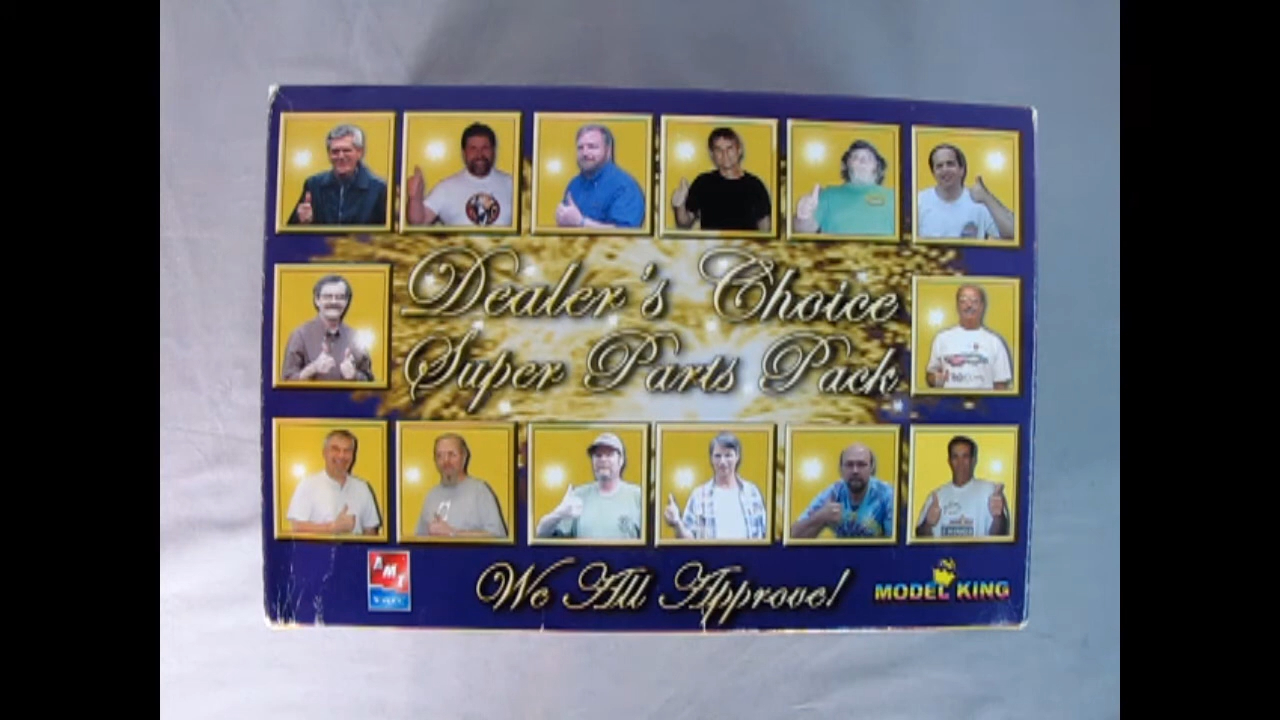 Dealer's Choice
Super Parts Pack
We All Approve!
AMT
MODEL KING